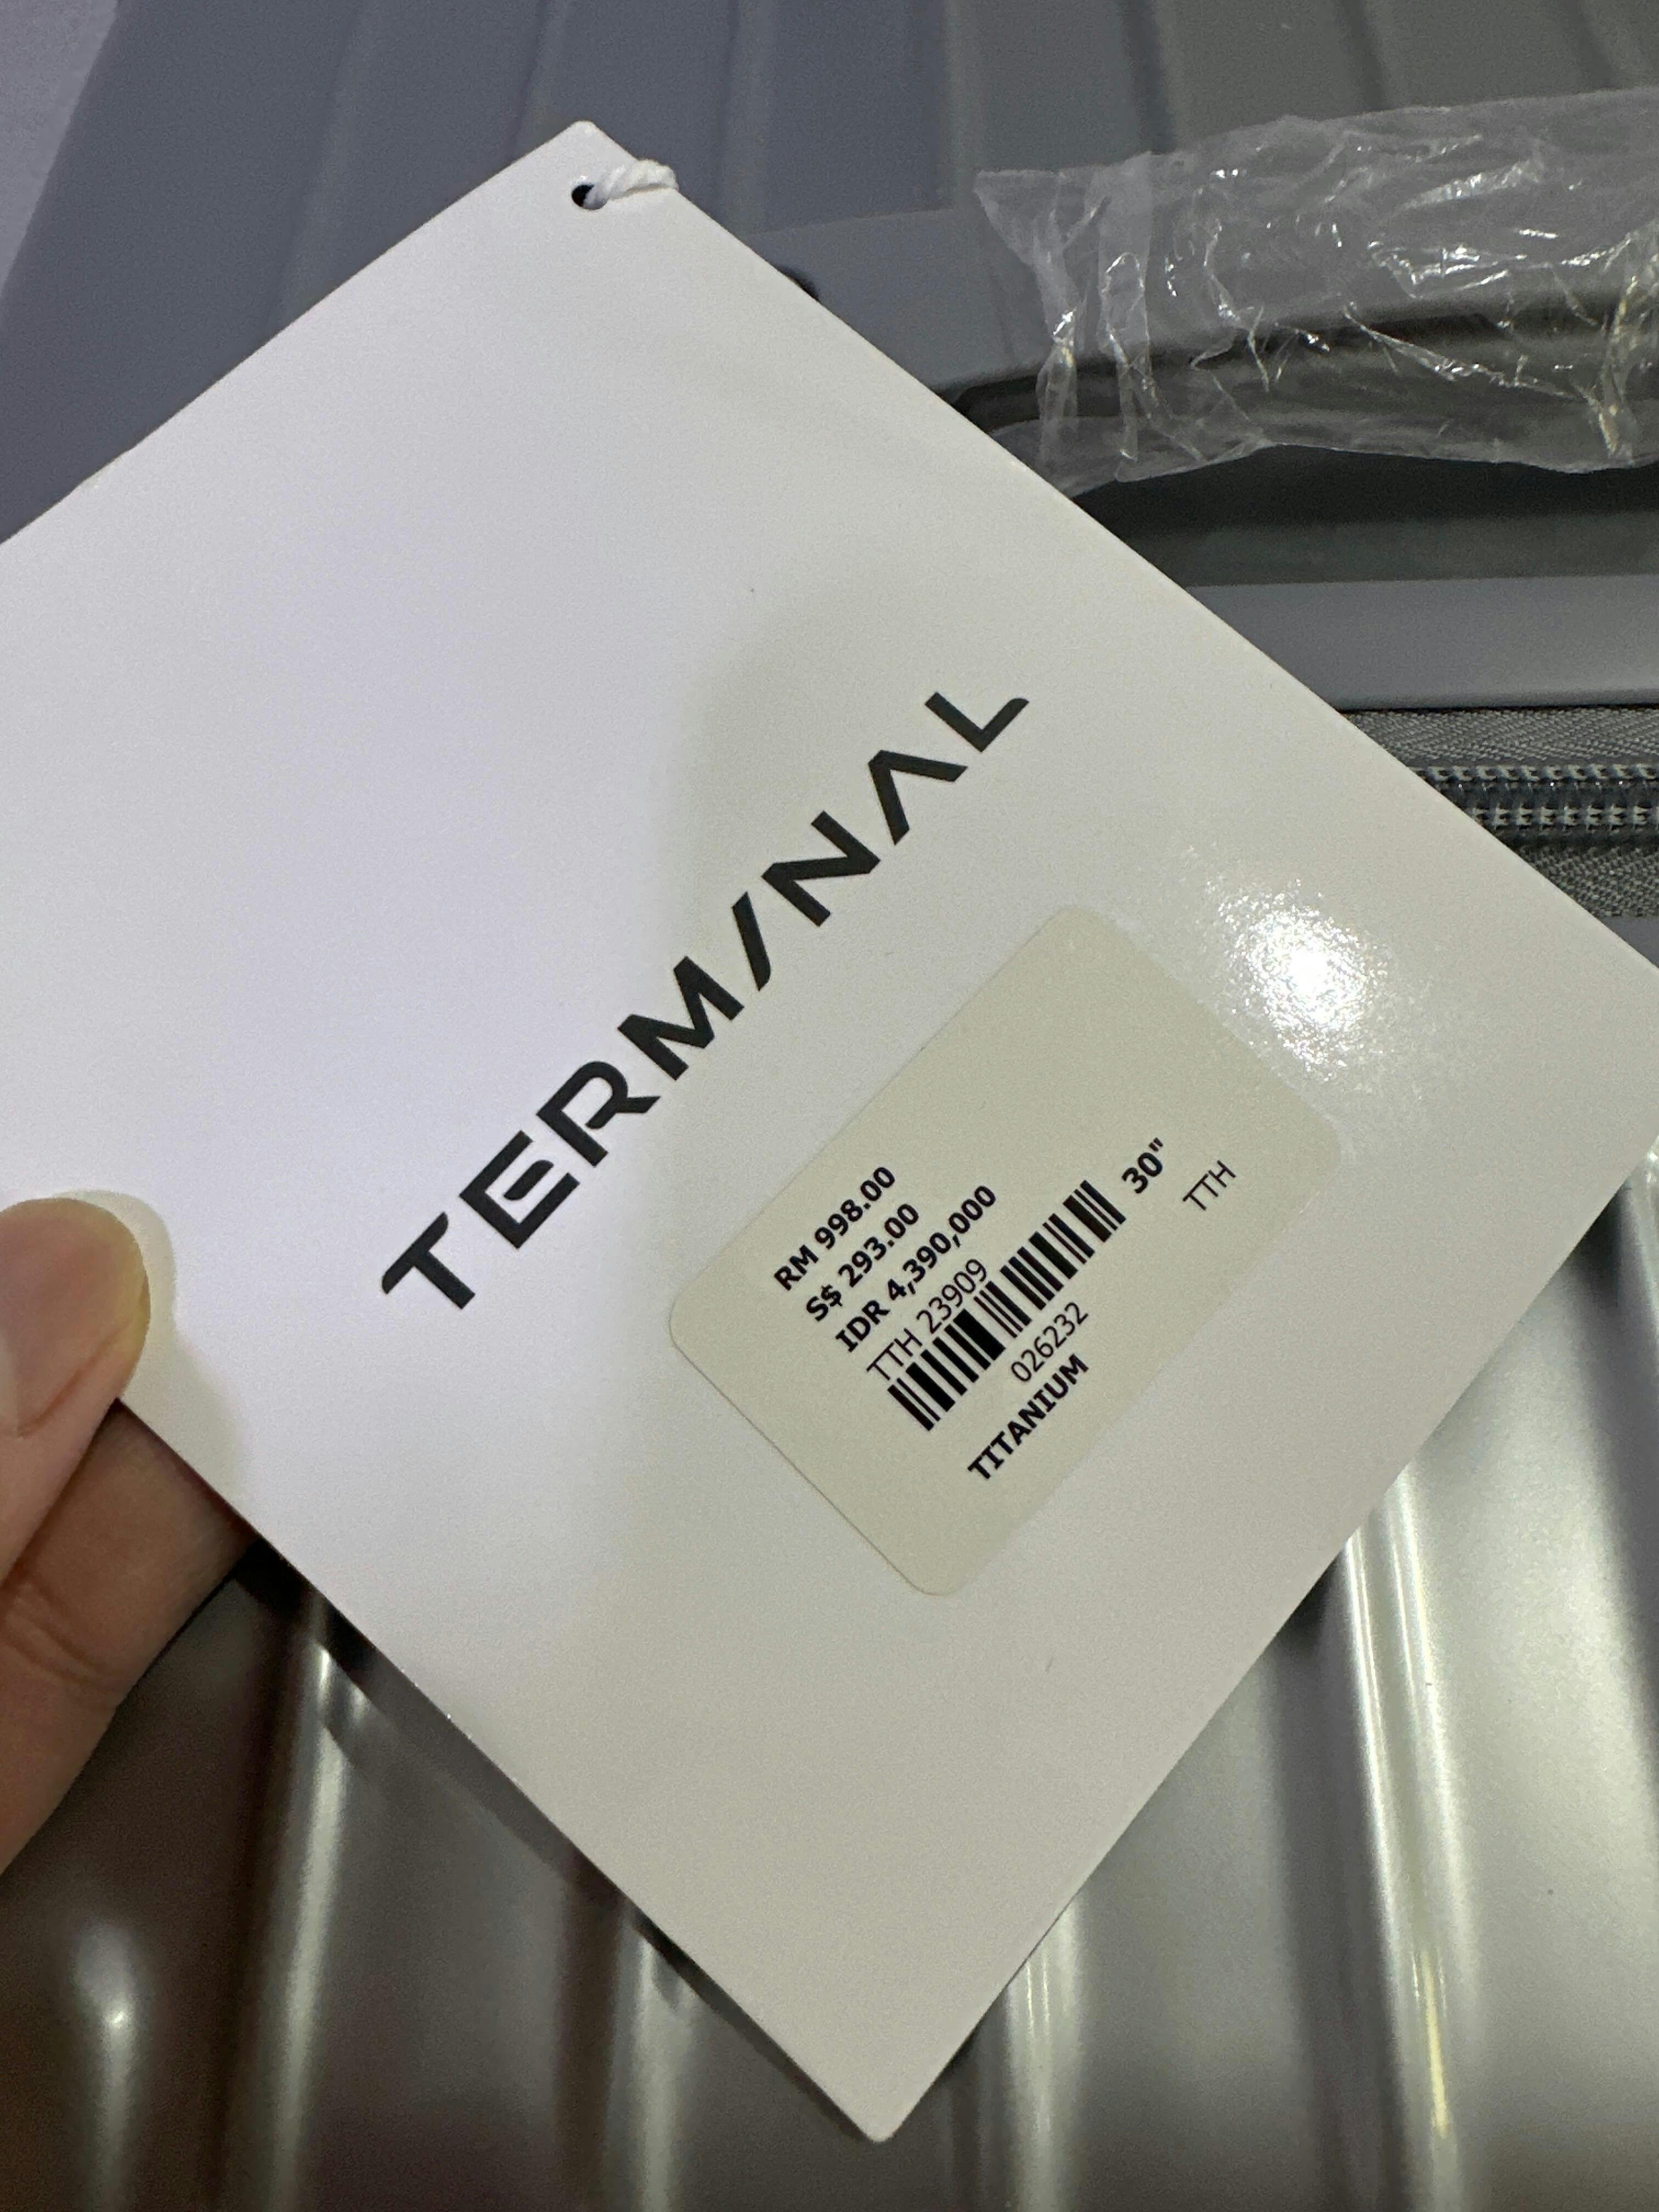 TERMINAL
RM 998.00
S$ 293.00
IDR 4,390,000
TTH 23909
30"
026232
TTH
TITANIUM